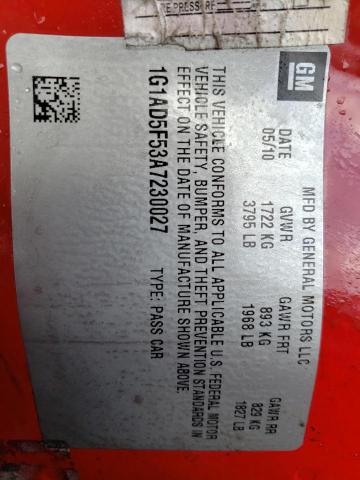 RE PRESSURE
GM
MFD BY GENERAL MOTORS LLC
DATE GVWR GAWR FRT GAWR RR
05/10 1722 KG 893 KG 829 KG
3795 LB 1968 LB 1827 LB
THIS VEHICLE CONFORMS TO ALL APPLICABLE U.S. FEDERAL MOTOR
VEHICLE SAFETY, BUMPER, AND THEFT PREVENTION STANDARDS IN
EFFECT ON THE DATE OF MANUFACTURE SHOWN ABOVE.
1G1AD5F53A7230027 TYPE: PASS CAR